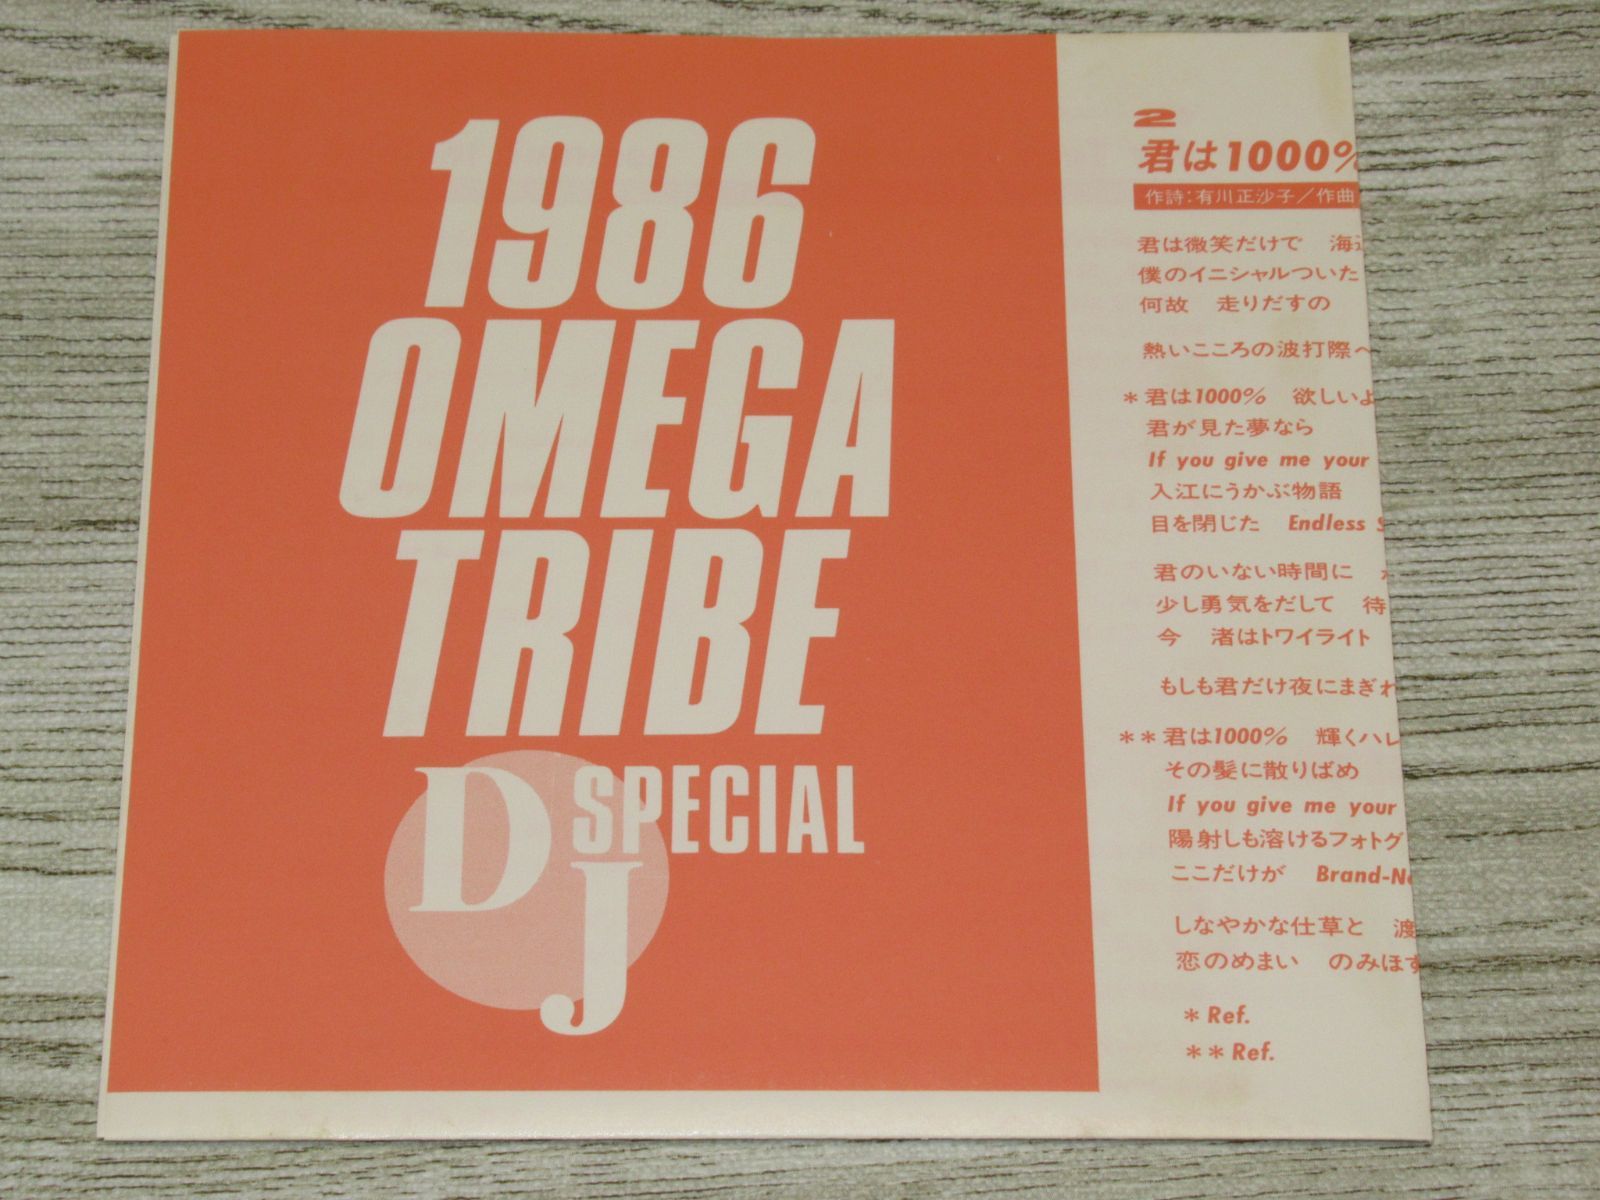 1986
OMEGA
TRIBE
DJ SPECIAL
2
君は1000%
作詩:有川正沙子/作曲
君は微笑だけで 海辺
僕のイニシャルついた
何故 走りだすの
熱いこころの波打際へ
*君は1000% 欲しいよ
君が見た夢なら
If you give me your
入江にうかぶ物語
目を閉じた Endless S
君のいない時間に
少し勇気をだして 待
今 渚はトワイライト
もしも君だけ夜にまぎれ
**君は1000% 輝くハレ
その髪に散りばめ
If you give me your
陽射しも溶けるフォトグ
ここだけが Brand-Ne
しなやかな仕草と 渡
恋のめまい のみほす
*Ref.
**Ref.